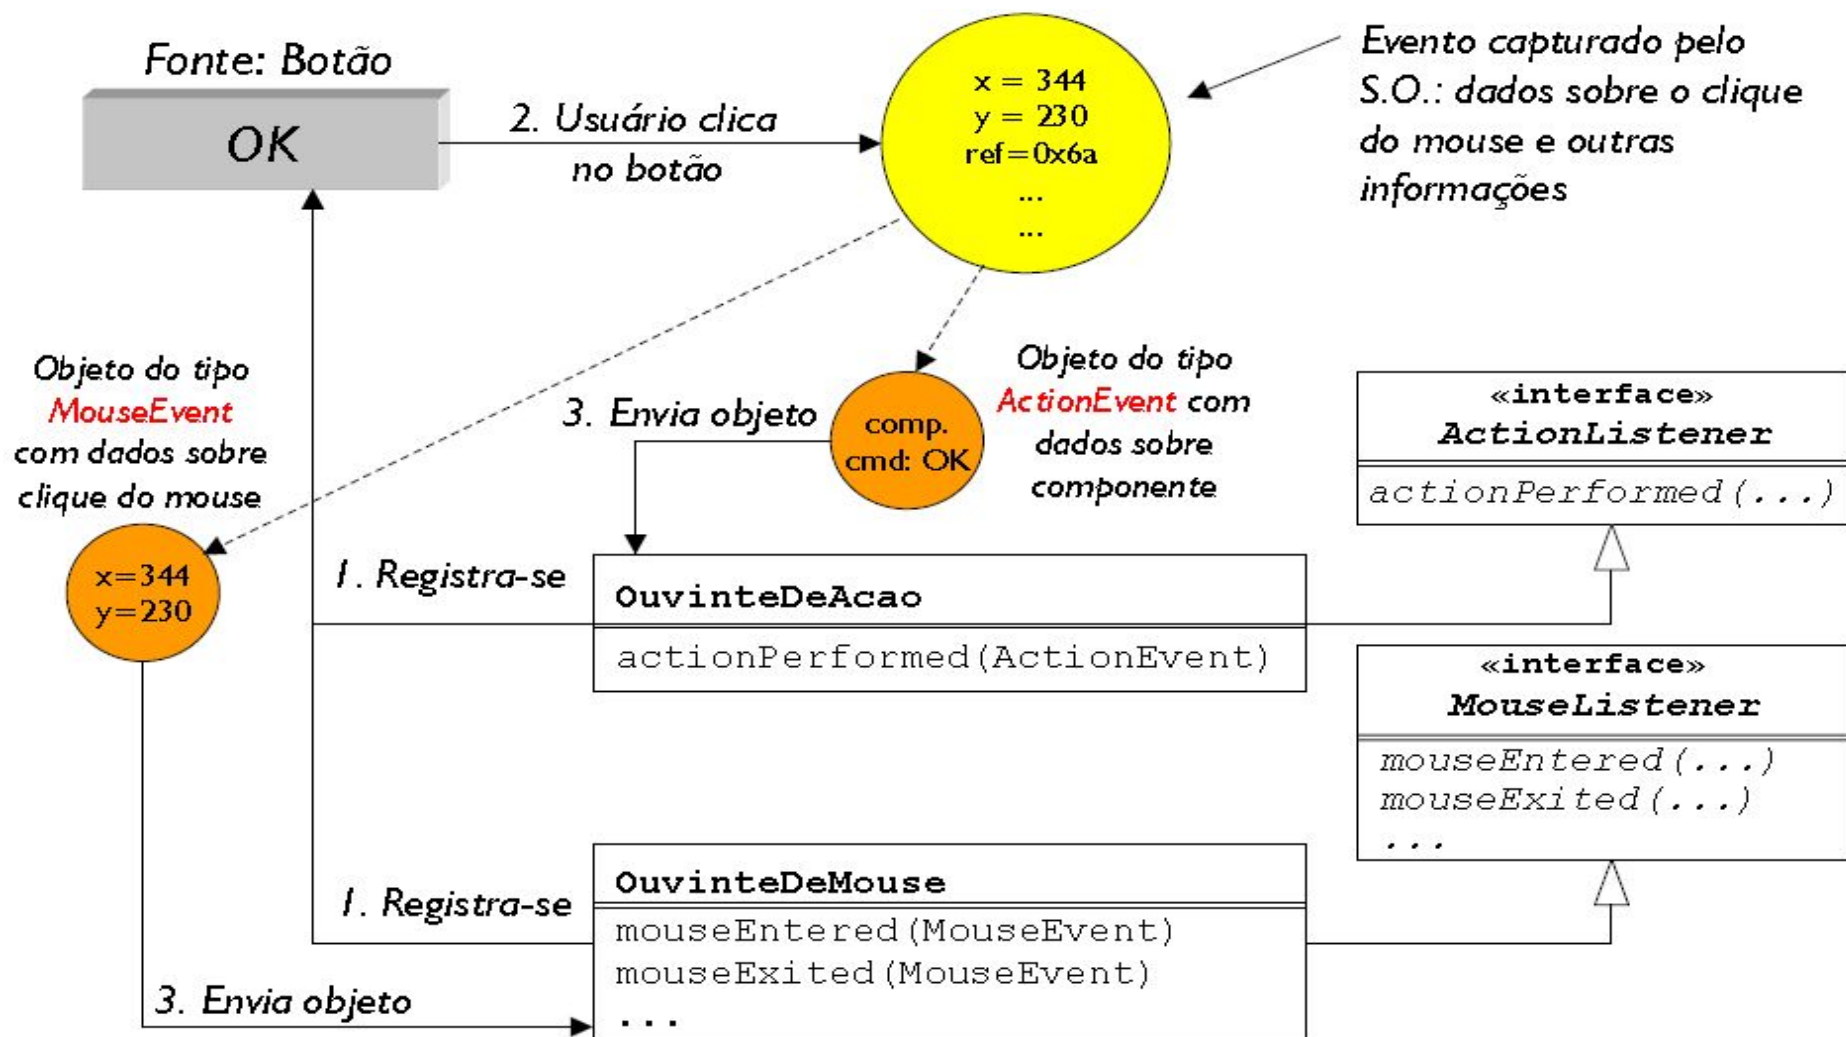 Fonte: Botão
OK
2. Usuário clica
no botão
x = 344
y = 230
ref=0x6a
...
...
Evento capturado pelo
S.O.: dados sobre o clique
do mouse e outras
informações
Objeto do tipo
MouseEvent
com dados sobre
clique do mouse
x=344
y=230
3. Envia objeto
comp.
cmd: OK
Objeto do tipo
ActionEvent com
dados sobre
componente
«interface»
ActionListener
actionPerformed(...)
1. Registra-se
OuvinteDeAcao
actionPerformed(ActionEvent)
«interface»
MouseListener
mouseEntered(...)
mouseExited(...)
...
1. Registra-se
OuvinteDeMouse
mouseEntered(MouseEvent)
mouseExited(MouseEvent)
...
3. Envia objeto